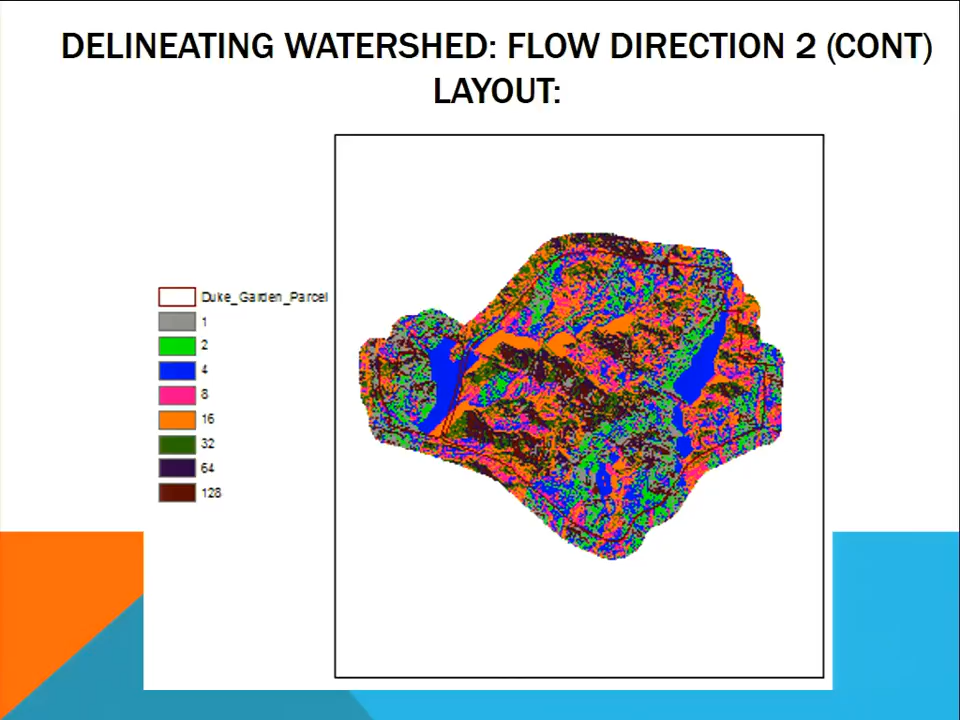 DELINEATING WATERSHED: FLOW DIRECTION 2 (CONT)
LAYOUT:
Duke_Garden_Parcel
1
2
4
8
16
32
64
128